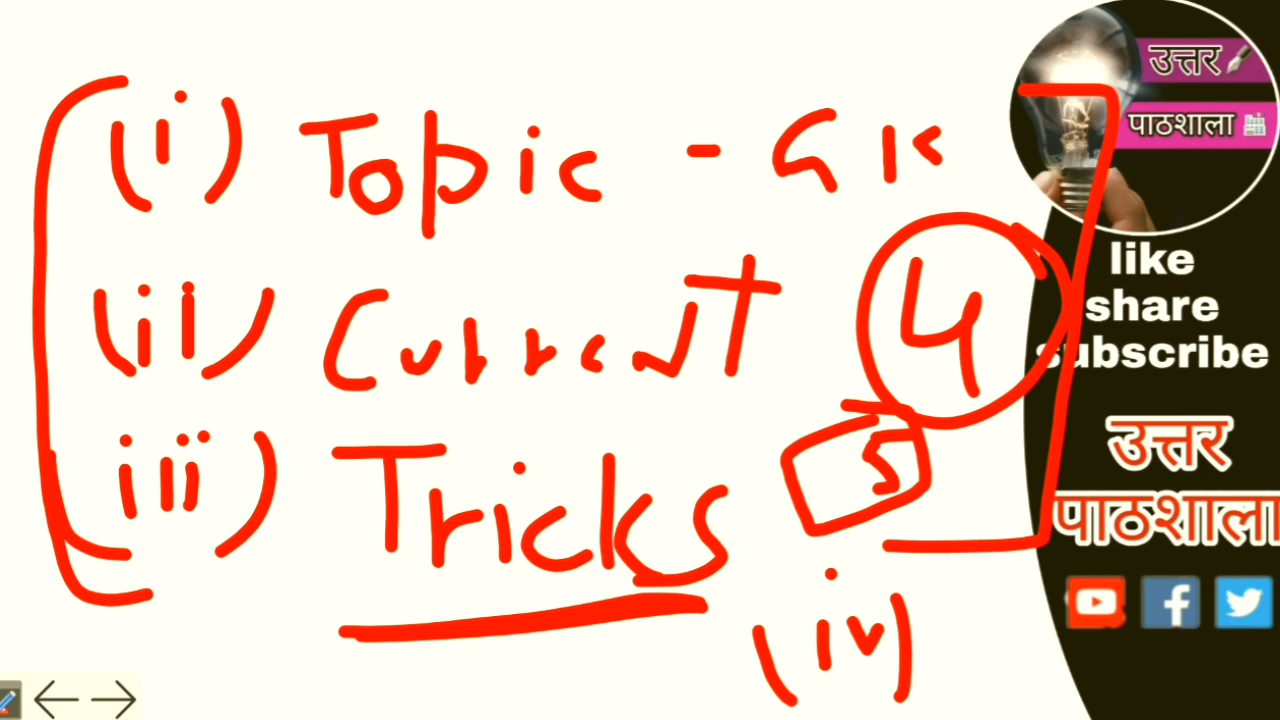 (i) Topic - GK
(ii) Current 4
iii) Tricks 5
(iv)
उत्तर
पाठशाला
like
share
subscribe
उत्तर
पाठशाला